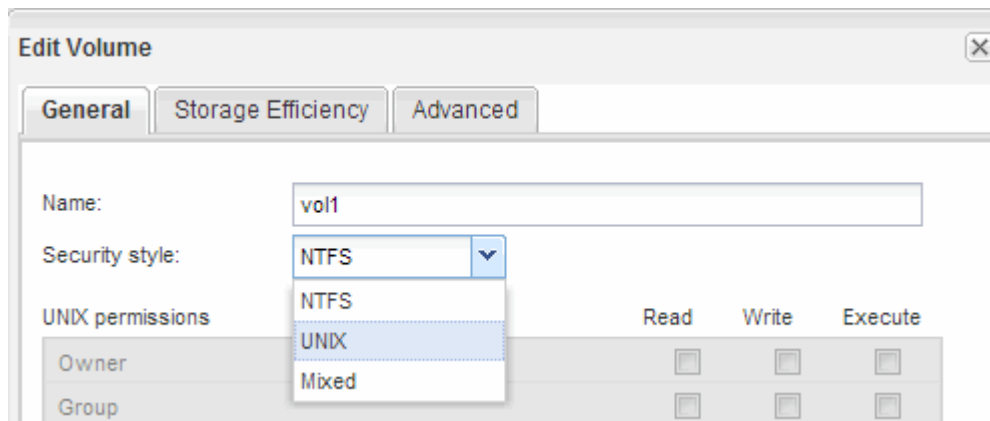 Edit Volume
General Storage Efficiency Advanced
Name: vol1
Security style: NTFS
NTFS
UNIX permissions Read Write Execute
UNIX
Owner
Mixed
Group